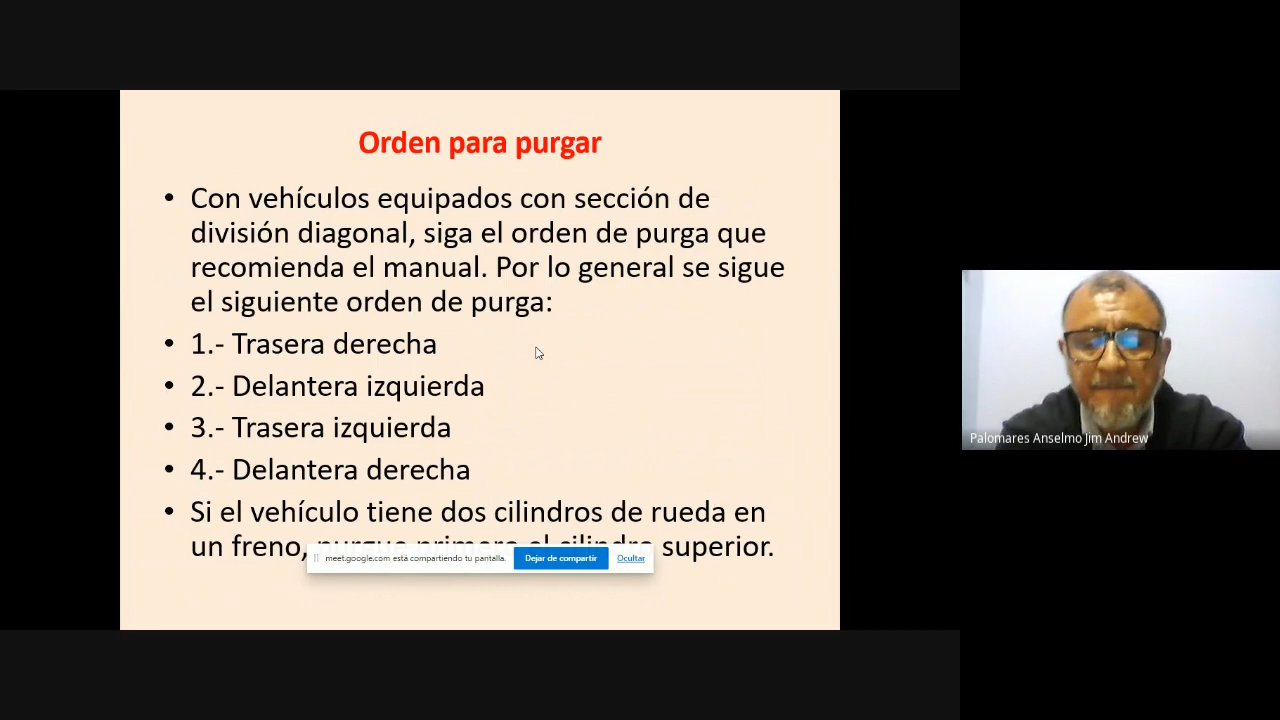 Orden para purgar
• Con vehículos equipados con sección de
división diagonal, siga el orden de purga que
recomienda el manual. Por lo general se sigue
el siguiente orden de purga:
• 1.- Trasera derecha
• 2.- Delantera izquierda
• 3.- Trasera izquierda
• 4.- Delantera derecha
• Si el vehículo tiene dos cilindros de rueda en
un freno, purgue primero el cilindro superior.
meet.google.com está compartiendo tu pantalla. Dejar de compartir Ocultar
Palomares Anselmo Jim Andrew